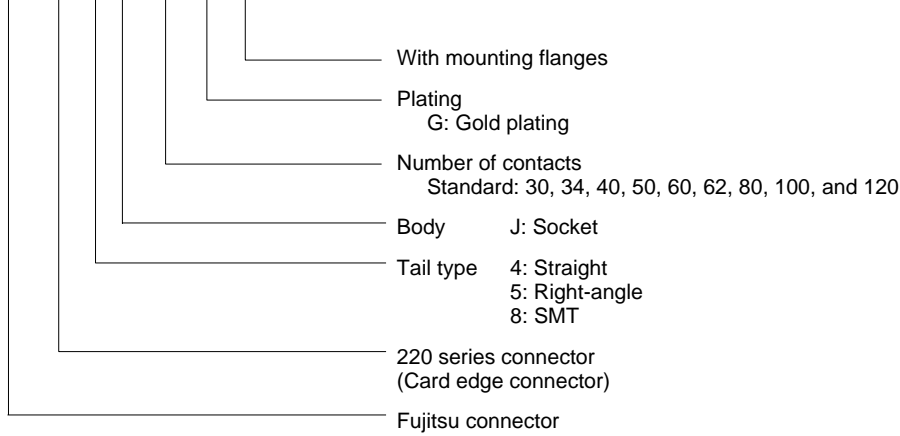 With mounting flanges
Plating
G: Gold plating
Number of contacts
Standard: 30, 34, 40, 50, 60, 62, 80, 100, and 120
Body J: Socket
Tail type 4: Straight
5: Right-angle
8: SMT
220 series connector
(Card edge connector)
Fujitsu connector